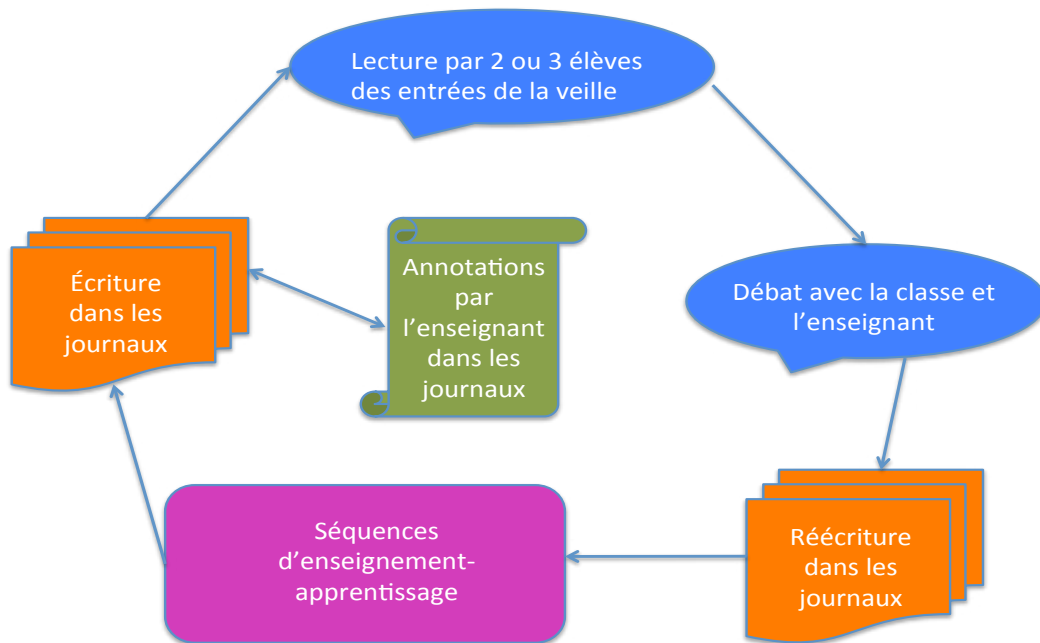 Lecture par 2 ou 3 élèves
des entrées de la veille
Écriture
dans les
journaux
Annotations
par
l’enseignant
dans les
journaux
Débat avec la classe et
l’enseignant
Séquences
d’enseignement-
apprentissage
Réécriture
dans les
journaux